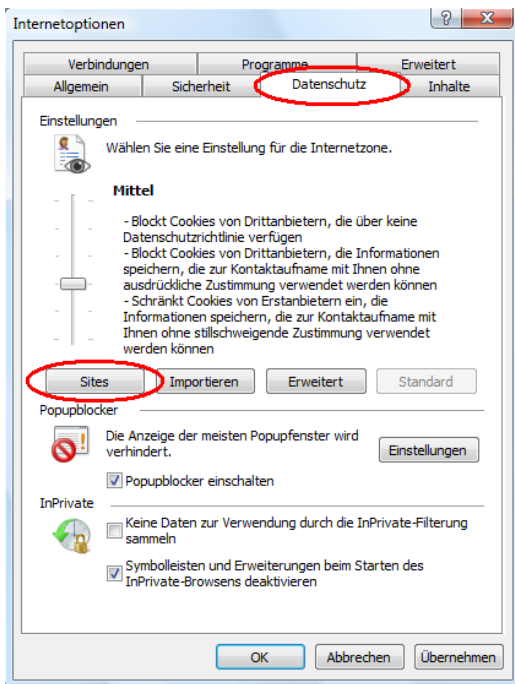 Internetoptionen
Verbindungen Programme Erweitert
Allgemein Sicherheit Datenschutz Inhalte
Einstellungen
Wählen Sie eine Einstellung für die Internetzone.
Mittel
- Blockt Cookies von Drittanbietern, die über keine
Datenschutzrichtlinie verfügen
- Blockt Cookies von Drittanbietern, die Informationen
speichern, die zur Kontaktaufname mit Ihnen ohne
ausdrückliche Zustimmung verwendet werden können
- Schränkt Cookies von Erstanbietern ein, die
Informationen speichern, die zur Kontaktaufname mit
Ihnen ohne stillschweigende Zustimmung verwendet
werden können
Sites Importieren Erweitert Standard
Popupblocker
Die Anzeige der meisten Popupfenster wird
verhindert.
Einstellungen
Popupblocker einschalten
InPrivate
Keine Daten zur Verwendung durch die InPrivate-Filterung
sammeln
Symbolleisten und Erweiterungen beim Starten des
InPrivate-Browsens deaktivieren
OK Abbrechen Übernehmen